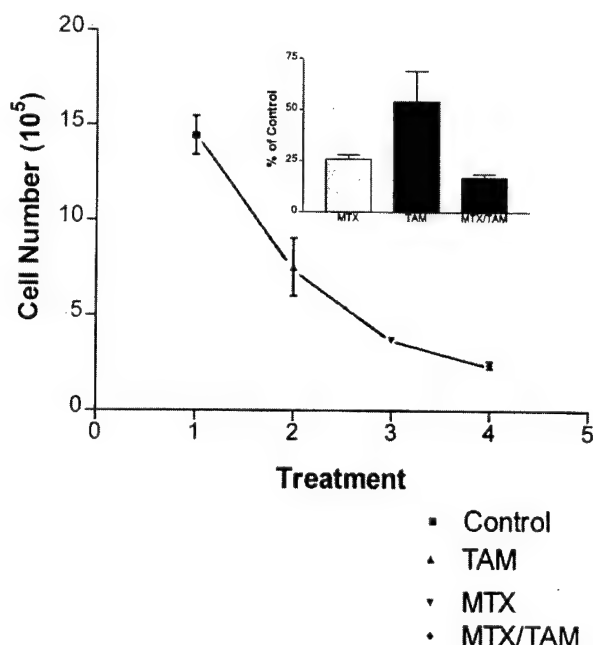 20
15
10
5
0
Cell Number (10⁵)
75
50
25
0
% of Control
MTX TAM MTX/TAM
0 1 2 3 4 5
Treatment
Control
TAM
MTX
MTX/TAM